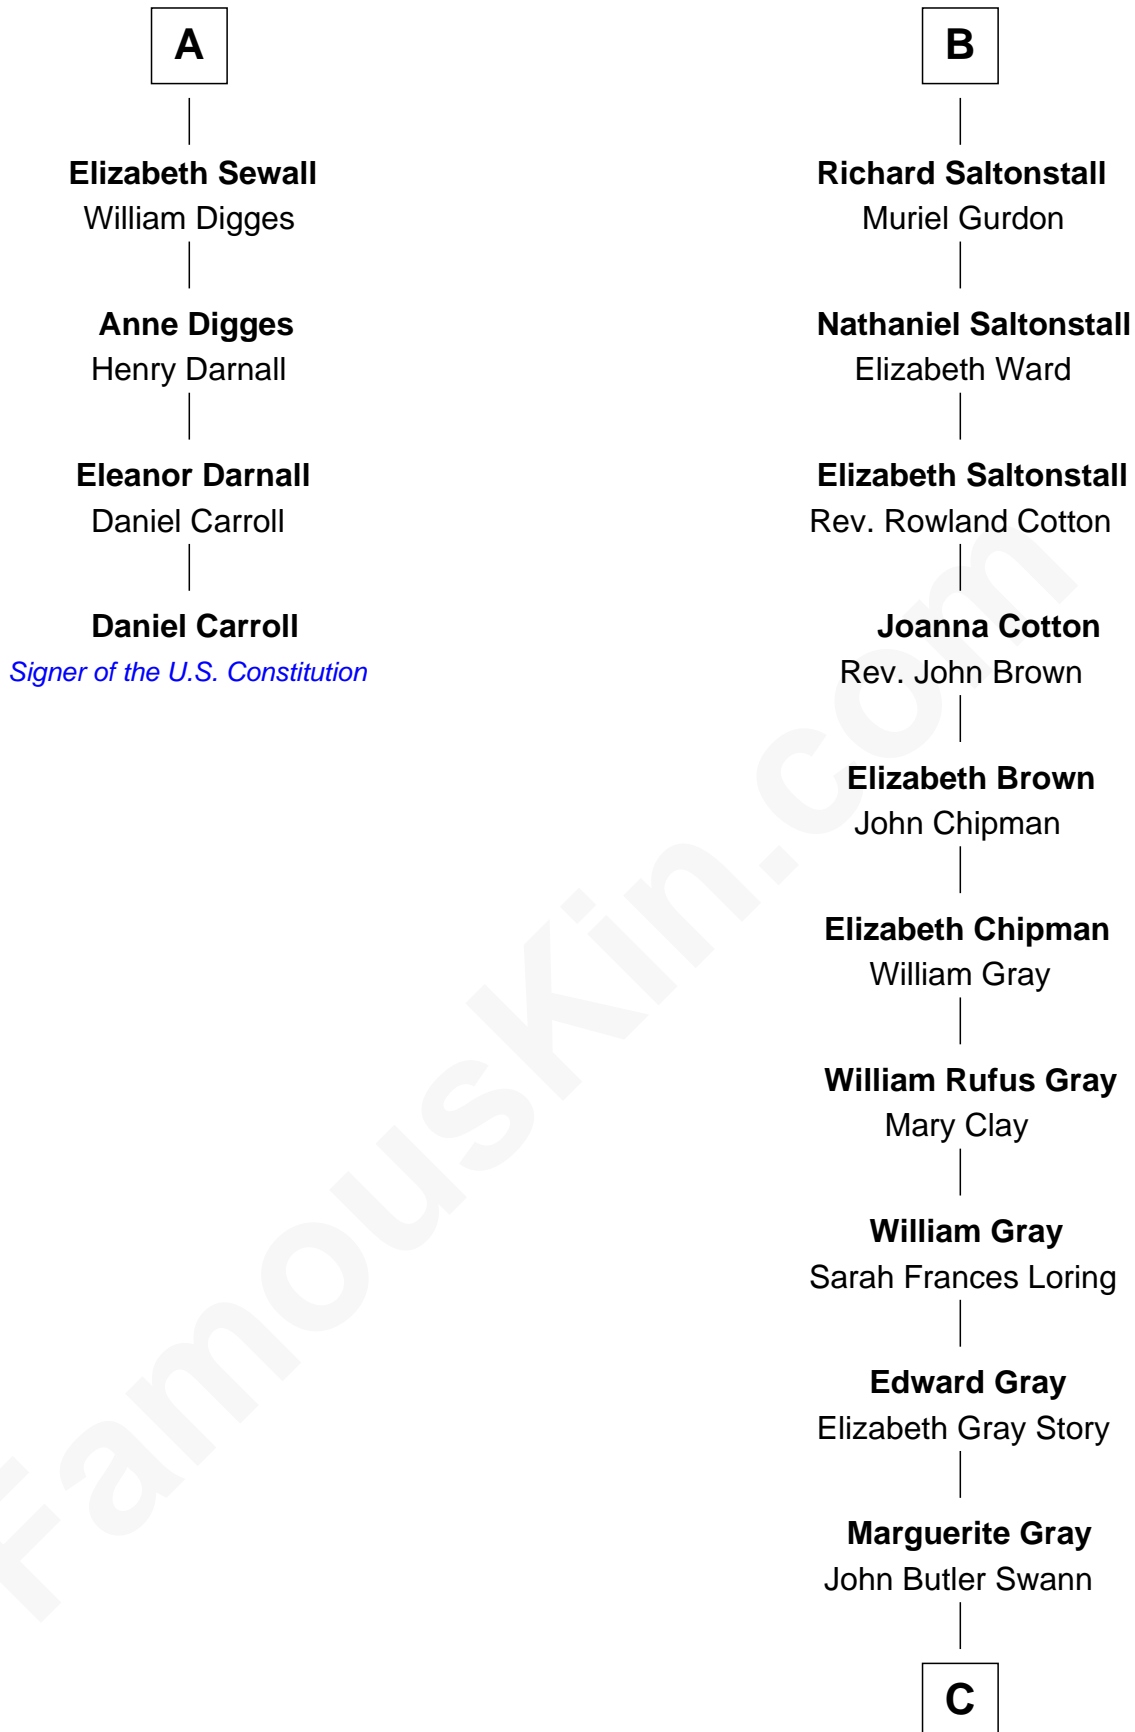 A
Elizabeth Sewall
William Digges
Anne Digges
Henry Darnall
Eleanor Darnall
Daniel Carroll
Daniel Carroll
Signer of the U.S. Constitution
B
Richard Saltonstall
Muriel Gurdon
Nathaniel Saltonstall
Elizabeth Ward
Elizabeth Saltonstall
Rev. Rowland Cotton
Joanna Cotton
Rev. John Brown
Elizabeth Brown
John Chipman
Elizabeth Chipman
William Gray
William Rufus Gray
Mary Clay
William Gray
Sarah Frances Loring
Edward Gray
Elizabeth Gray Story
Marguerite Gray
John Butler Swann
C
FamousKin.com